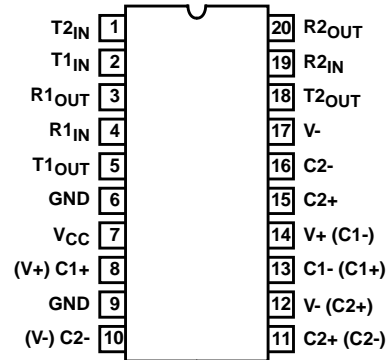 T2IN 1 20 R2OUT
T1IN 2 19 R2IN
R1OUT 3 18 T2OUT
R1IN 4 17 V-
T1OUT 5 16 C2-
GND 6 15 C2+
VCC 7 14 V+ (C1-)
(V+) C1+ 8 13 C1- (C1+)
GND 9 12 V- (C2+)
(V-) C2- 10 11 C2+ (C2-)